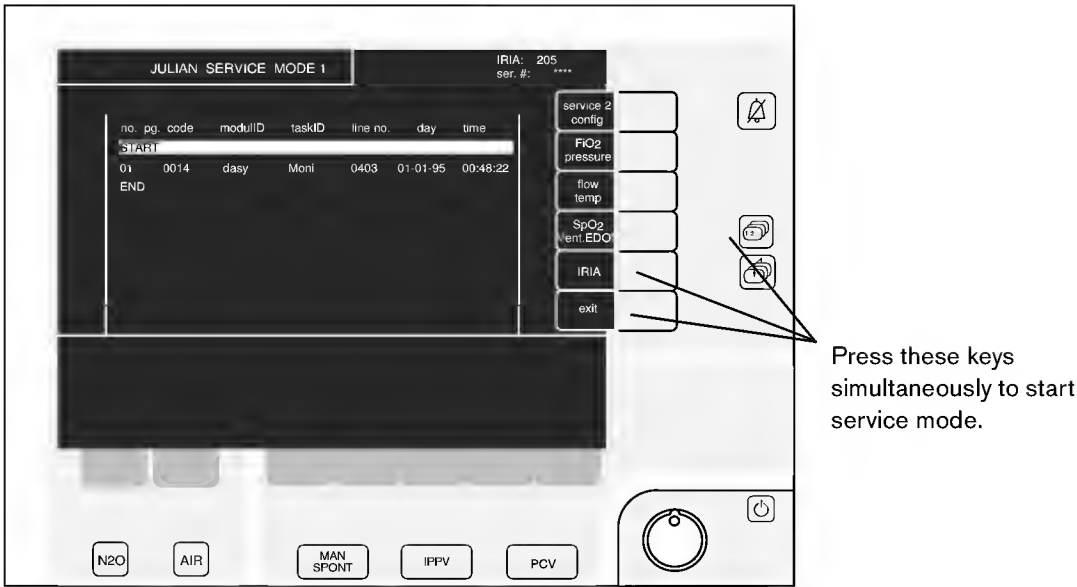 JULIAN SERVICE MODE 1
IRIA: 205
ser. #: ****
no. pg. code modulID taskID line no. day time
START
01 0014 dasy Moni 0403 01-01-95 00:48:22
END
service 2
config
FiO2
pressure
flow
temp
SpO2
Vent.EDO
IRIA
exit
1 2
Press these keys
simultaneously to start
service mode.
N2O
AIR
MAN
SPONT
IPPV
PCV